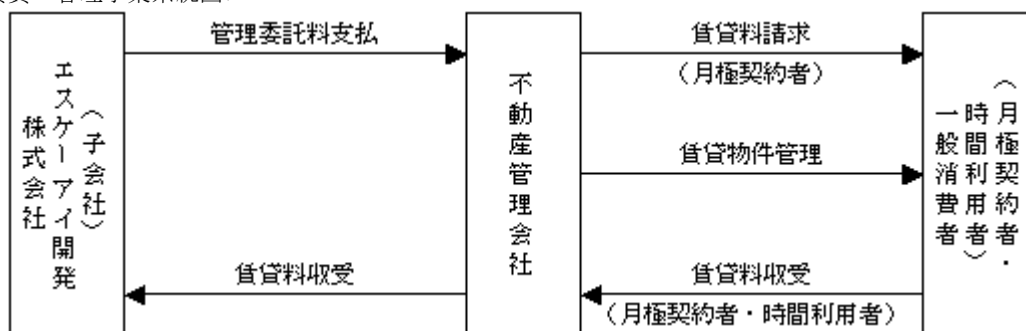 エスケーアイ開発
株式会社
（子会社）
管理委託料支払
賃貸料収受
不動産管理会社
賃貸料請求
（月極契約者）
賃貸物件管理
賃貸料収受
（月極契約者・時間利用者）
一般消費者
（月極契約者・
時間利用者）